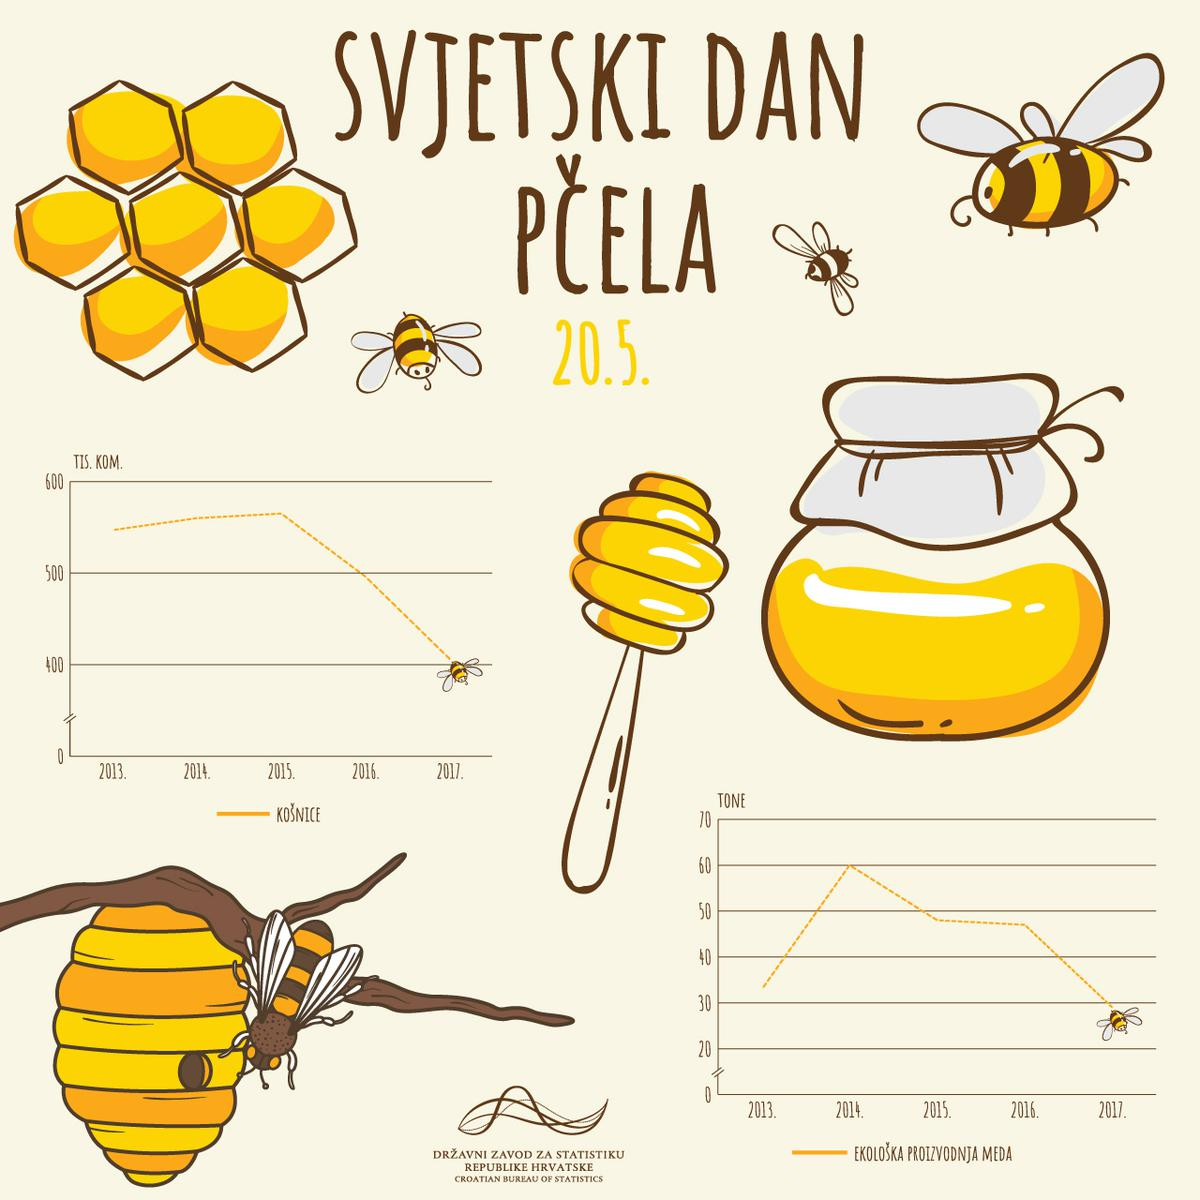 SVJETSKI DAN
PČELA
20.5.
TIS. KOM.
600
500
400
0
2013. 2014. 2015. 2016. 2017.
KOŠNICE
TONE
70
60
50
40
30
20
0
2013. 2014. 2015. 2016. 2017.
EKOLOŠKA PROIZVODNJA MEDA
DRŽAVNI ZAVOD ZA STATISTIKU
REPUBLIKE HRVATSKE
CROATIAN BUREAU OF STATISTICS